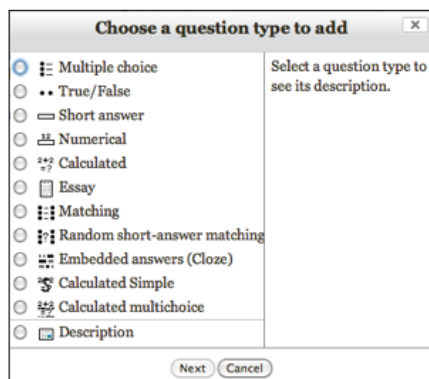 Choose a question type to add
Multiple choice
True/False
Short answer
Numerical
Calculated
Essay
Matching
Random short-answer matching
Embedded answers (Cloze)
Calculated Simple
Calculated multichoice
Description
Select a question type to
see its description.
Next Cancel